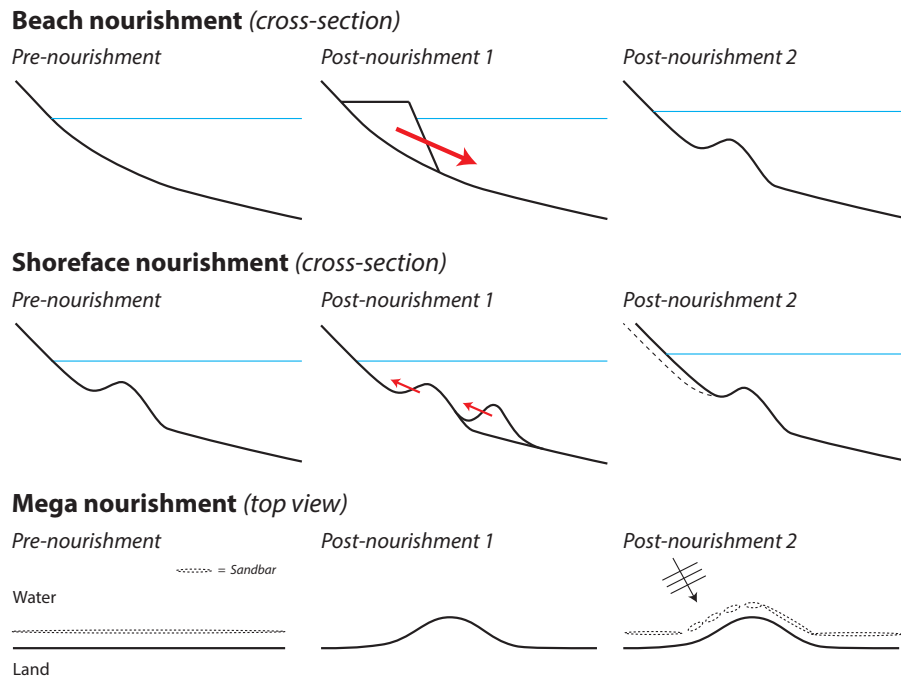 Beach nourishment (cross-section)
Pre-nourishment
Post-nourishment 1
Post-nourishment 2
Shoreface nourishment (cross-section)
Pre-nourishment
Post-nourishment 1
Post-nourishment 2
Mega nourishment (top view)
Pre-nourishment
Post-nourishment 1
Post-nourishment 2
= Sandbar
Water
Land